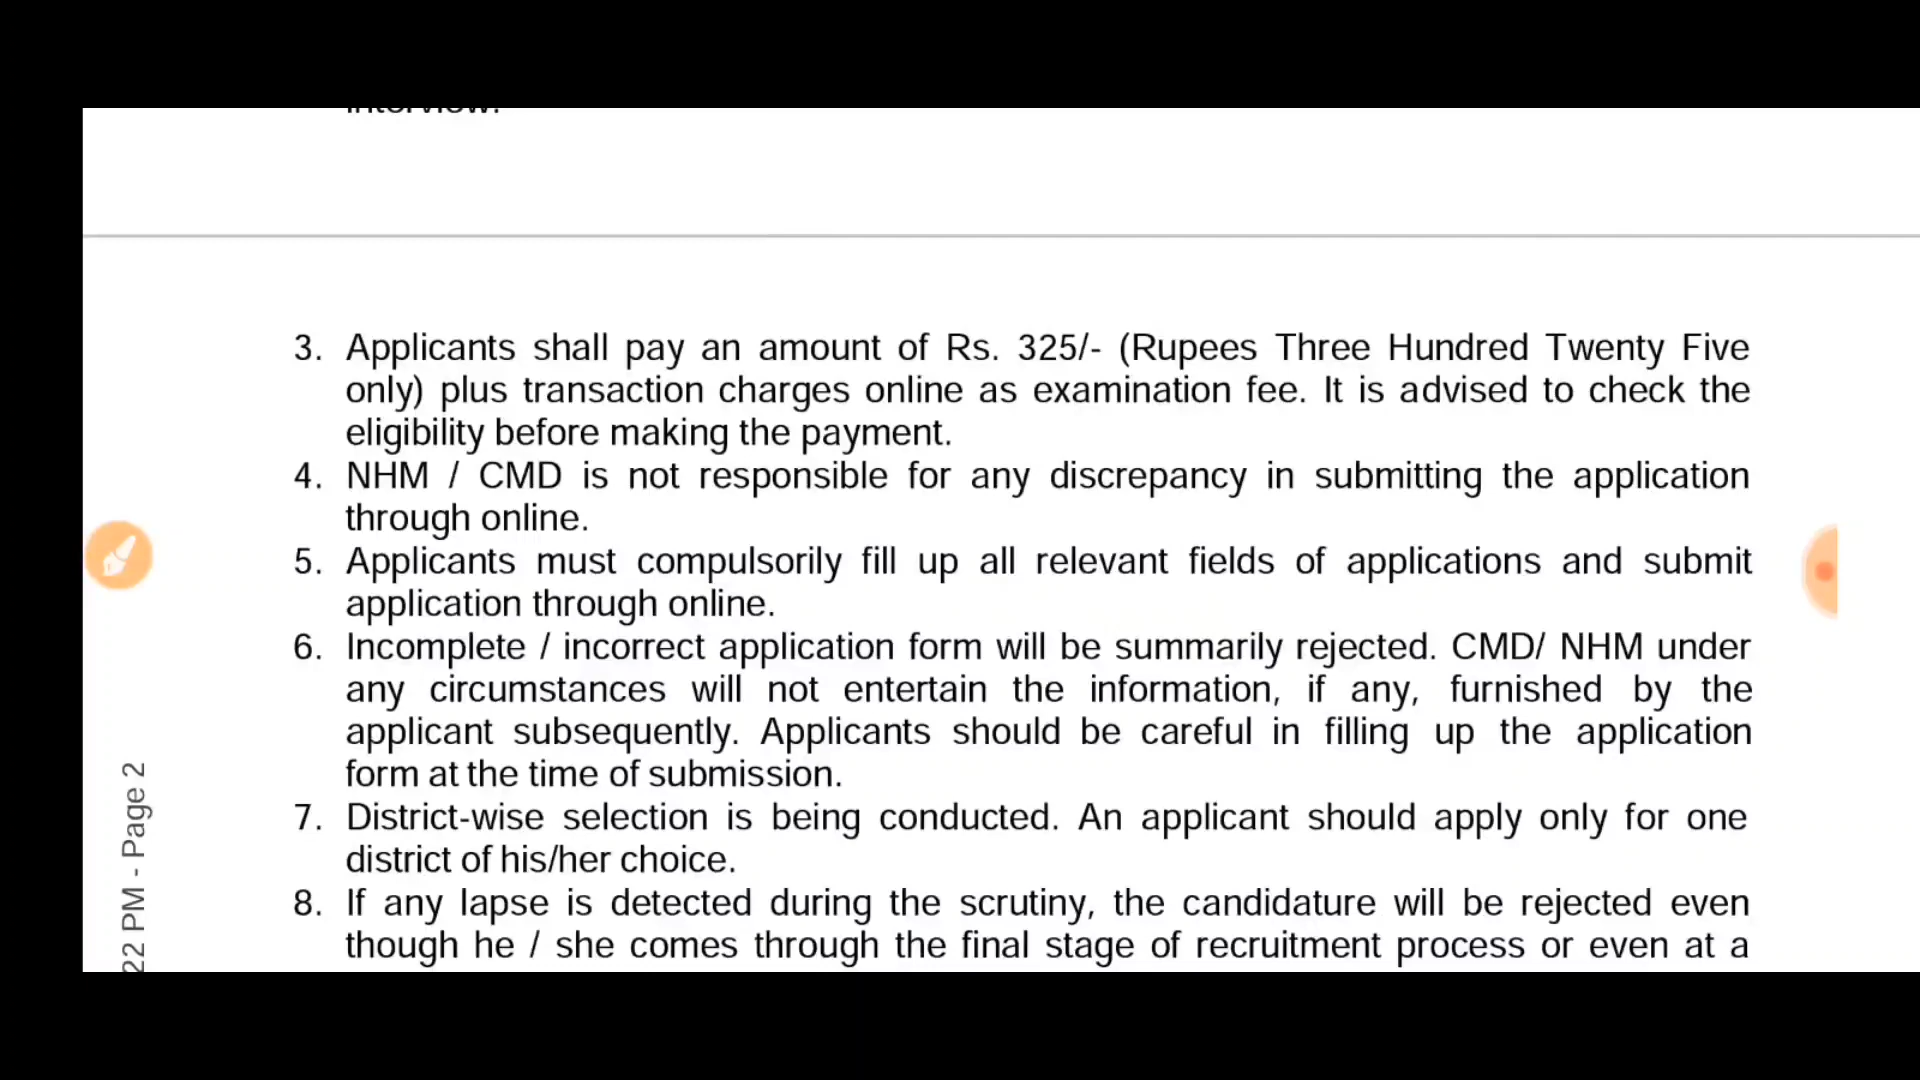 interview.
3. Applicants shall pay an amount of Rs. 325/- (Rupees Three Hundred Twenty Five
only) plus transaction charges online as examination fee. It is advised to check the
eligibility before making the payment.
4. NHM / CMD is not responsible for any discrepancy in submitting the application
through online.
5. Applicants must compulsorily fill up all relevant fields of applications and submit
application through online.
6. Incomplete / incorrect application form will be summarily rejected. CMD/ NHM under
any circumstances will not entertain the information, if any, furnished by the
applicant subsequently. Applicants should be careful in filling up the application
form at the time of submission.
7. District-wise selection is being conducted. An applicant should apply only for one
district of his/her choice.
8. If any lapse is detected during the scrutiny, the candidature will be rejected even
though he / she comes through the final stage of recruitment process or even at a
22 PM - Page 2